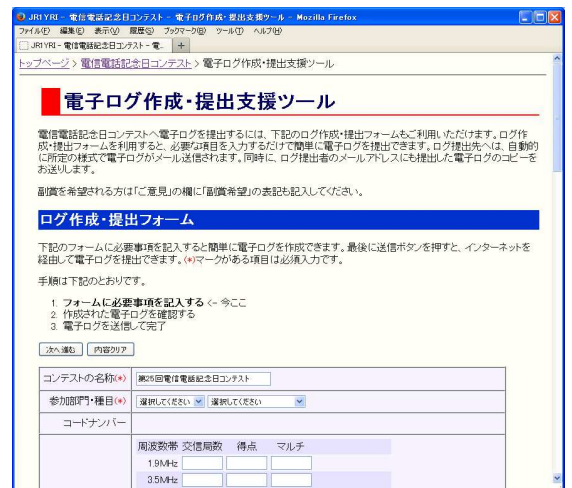 JR1YRI - 電信電話記念日コンテスト - 電子ログ作成・提出支援ツール - Mozilla Firefox
ファイル(F) 編集(E) 表示(V) 履歴(S) ブックマーク(B) ツール(T) ヘルプ(H)
JR1YRI - 電信電話記念日コンテスト - 電... +
トップページ > 電信電話記念日コンテスト > 電子ログ作成・提出支援ツール
電子ログ作成・提出支援ツール
電信電話記念日コンテストへ電子ログを提出するには、下記のログ作成・提出フォームもご利用いただけます。ログ作
成・提出フォームを利用すると、必要な項目を入力するだけで簡単に電子ログを提出できます。ログ提出先へは、自動的
に所定の様式で電子ログがメール送信されます。同時に、ログ提出者のメールアドレスにも提出した電子ログのコピーを
お送りします。
副賞を希望される方は「ご意見」の欄に「副賞希望」の表記も記入してください。
ログ作成・提出フォーム
下記のフォームに必要事項を記入すると簡単に電子ログを作成できます。最後に送信ボタンを押すと、インターネットを
経由して電子ログを提出できます。(*)マークがある項目は必須入力です。
手順は下記のとおりです。
1. フォームに必要事項を記入する <- 今ここ
2. 作成された電子ログを確認する
3. 電子ログを送信して完了
次へ進む 内容クリア
コンテストの名称(*) 第25回電信電話記念日コンテスト
参加部門・種目(*) 選択してください 選択してください
コードナンバー
周波数帯 交信局数 得点 マルチ
1.9MHz
3.5MHz